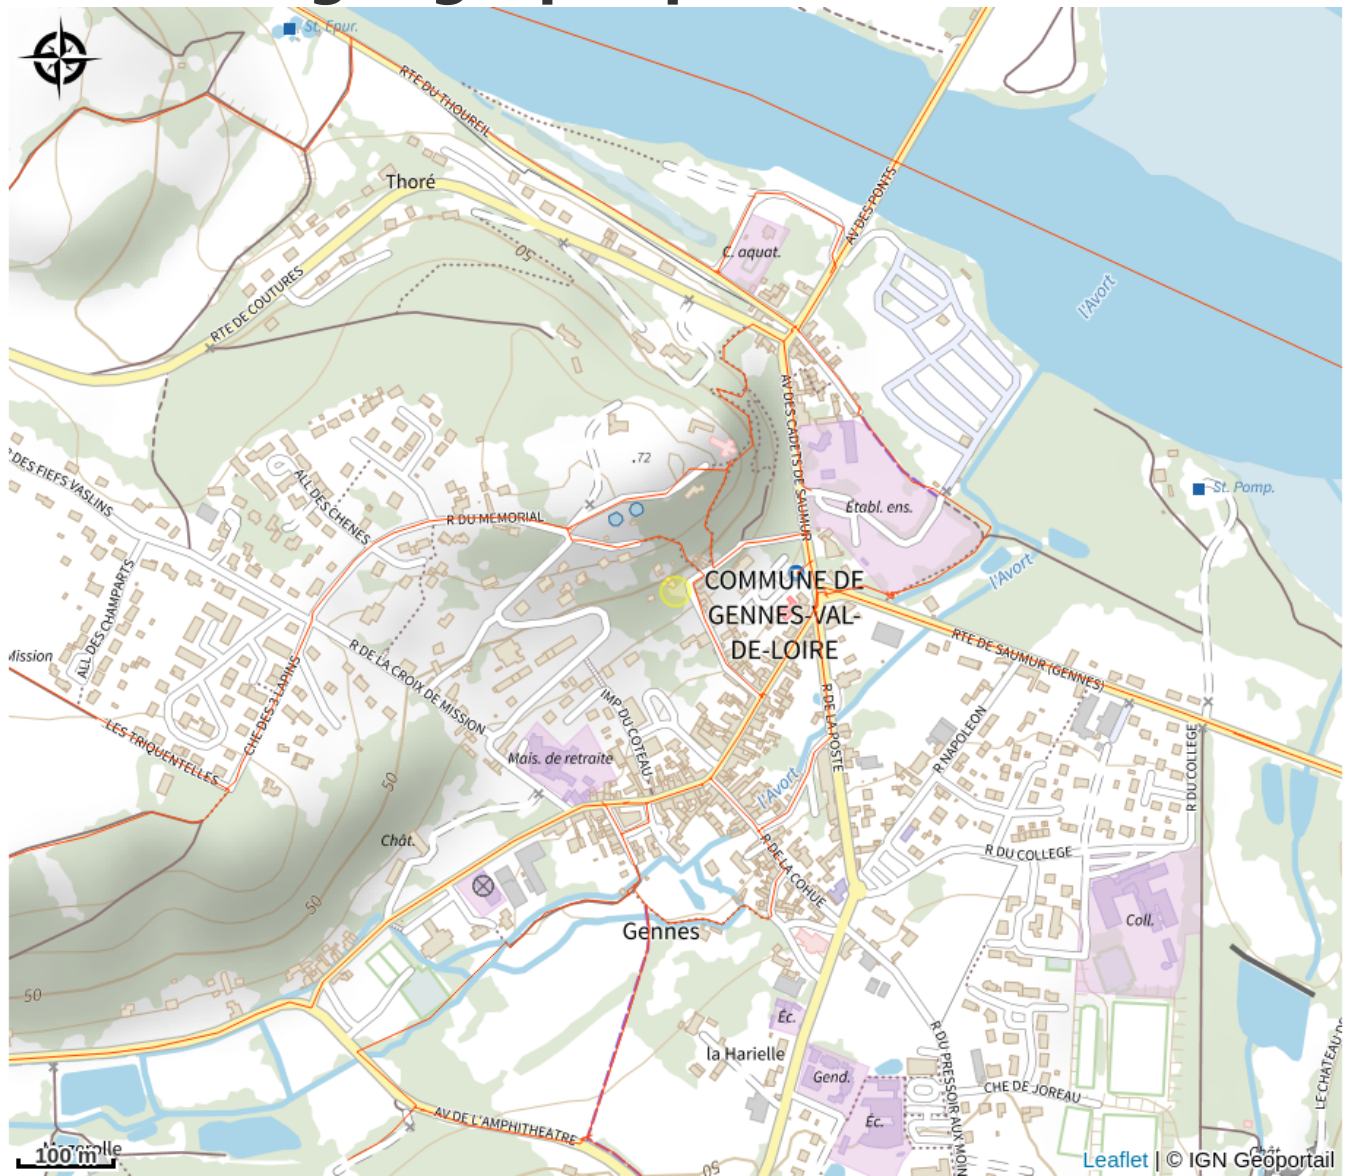 St. Epur.
RTE DU THOUREIL
Thoré
AV DES PONTS
C. aquat.
50
l'Avort
RTE DE COUTURES
AV DES CADETS DE SAUMUR
.72
DES FIEFS VASLINS
ALL DES CHENES
R DU MEMORIAL
Établ. ens.
St. Pomp.
l'Avort
COMMUNE DE
GENNES-VAL-
DE-LOIRE
ALL DES CHAMPARTS
Mission
R DE LA CROIX DE MISSION
RTE DE SAUMUR (GENNES)
CHE DES 3 LAPINS
LES TRIQUENTELLES
IMP DU COTEAU
R DE LA POSTE
R NAPOLEON
R DU COLLEGE
Mais. de retraite
50
l'Avort
Chât.
R DE LA COHUE
R DU COLLEGE
50
Coll.
Gennes
50
Éc.
la Harielle
Gend.
R DU PRESSOIR AUX MOIN
CHE DE JOREAU
LE CHATEAU D
Éc.
AV DE L'AMPHITHEATRE
50
100 m
Leaflet | © IGN Géoportail